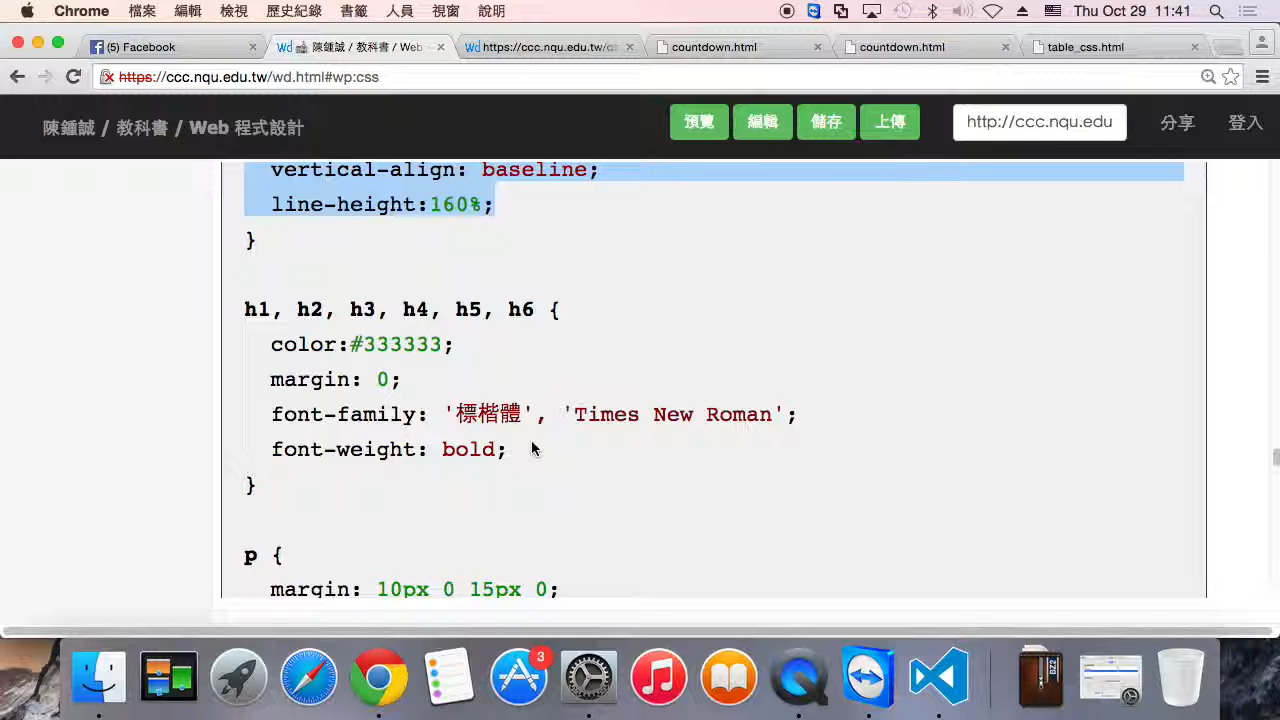 Chrome 檔案 編輯 檢視 歷史紀錄 書籤 人員 視窗 說明 Thu Oct 29 11:41
(5) Facebook
陳鍾誠 / 教科書 / Web
https://ccc.nqu.edu.tw/d
countdown.html
countdown.html
table_css.html
https://ccc.nqu.edu.tw/wd.html#wp:css
陳鍾誠 / 教科書 / Web 程式設計 預覽 編輯 儲存 上傳 http://ccc.nqu.edu 分享 登入
vertical-align: baseline;
line-height:160%;
}
h1, h2, h3, h4, h5, h6 {
color:#333333;
margin: 0;
font-family: '標楷體', 'Times New Roman';
font-weight: bold;
}
p {
margin: 10px 0 15px 0;
3